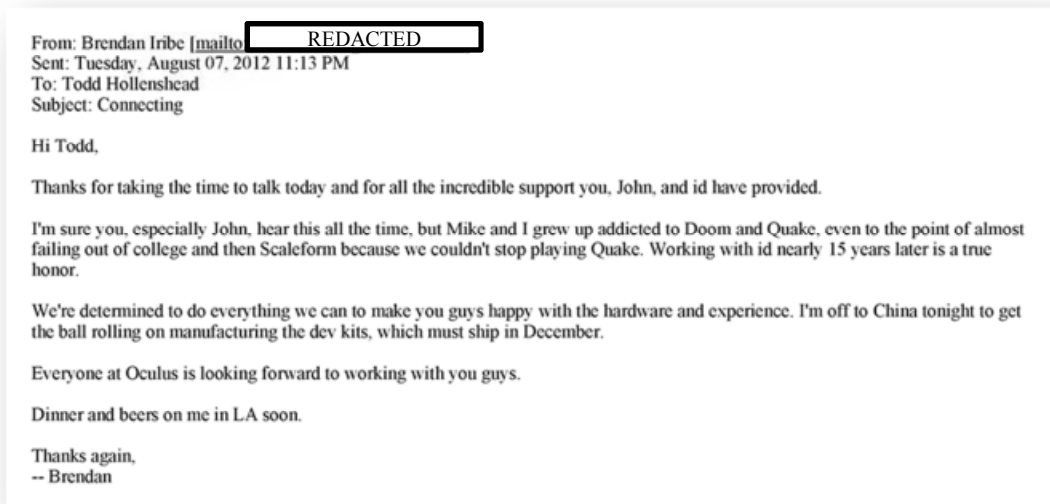 From: Brendan Iribe [mailto REDACTED
Sent: Tuesday, August 07, 2012 11:13 PM
To: Todd Hollenshead
Subject: Connecting
Hi Todd,
Thanks for taking the time to talk today and for all the incredible support you, John, and id have provided.
I'm sure you, especially John, hear this all the time, but Mike and I grew up addicted to Doom and Quake, even to the point of almost
failing out of college and then Scaleform because we couldn't stop playing Quake. Working with id nearly 15 years later is a true
honor.
We're determined to do everything we can to make you guys happy with the hardware and experience. I'm off to China tonight to get
the ball rolling on manufacturing the dev kits, which must ship in December.
Everyone at Oculus is looking forward to working with you guys.
Dinner and beers on me in LA soon.
Thanks again,
-- Brendan